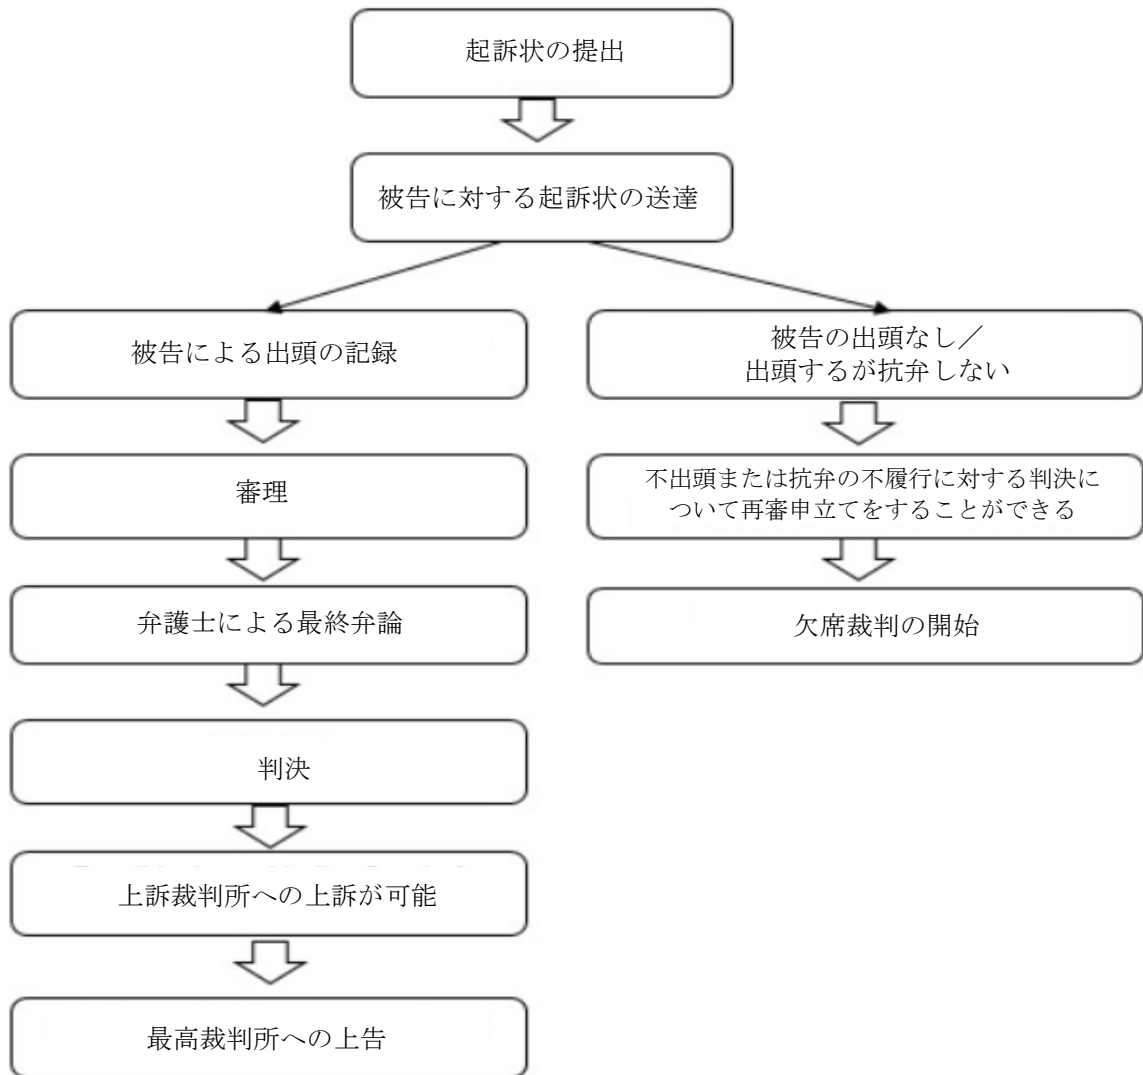 起訴状の提出
被告に対する起訴状の送達
被告による出頭の記録
審理
弁護士による最終弁論
判決
上訴裁判所への上訴が可能
最高裁判所への上告
被告の出頭なし／
出頭するが抗弁しない
不出頭または抗弁の不履行に対する判決に
ついて再審申立てをすることができる
欠席裁判の開始